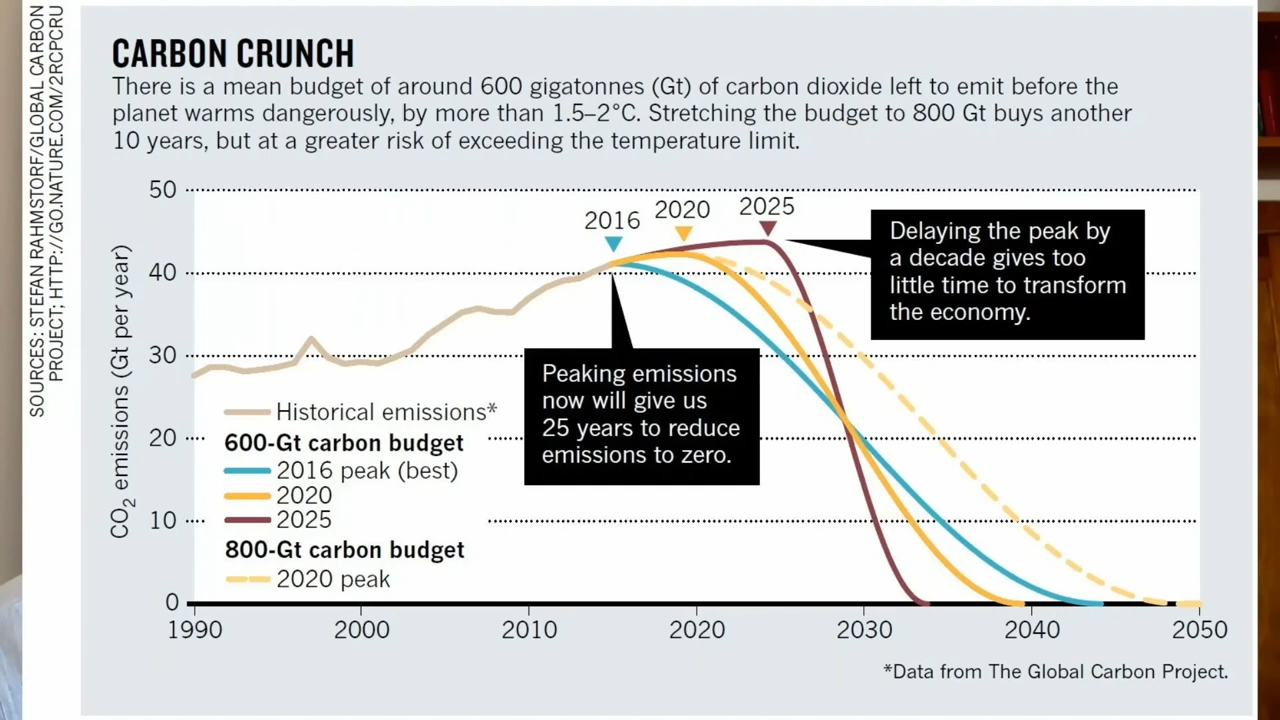 SOURCES: STEFAN RAHMSTORF/GLOBAL CARBON
PROJECT; HTTP://GO.NATURE.COM/2RCPCRU
CARBON CRUNCH
There is a mean budget of around 600 gigatonnes (Gt) of carbon dioxide left to emit before the
planet warms dangerously, by more than 1.5–2°C. Stretching the budget to 800 Gt buys another
10 years, but at a greater risk of exceeding the temperature limit.
CO2 emissions (Gt per year)
50
40
30
20
10
0
2016
2020
2025
Delaying the peak by
a decade gives too
little time to transform
the economy.
Peaking emissions
now will give us
25 years to reduce
emissions to zero.
Historical emissions*
600-Gt carbon budget
2016 peak (best)
2020
2025
800-Gt carbon budget
2020 peak
1990 2000 2010 2020 2030 2040 2050
*Data from The Global Carbon Project.